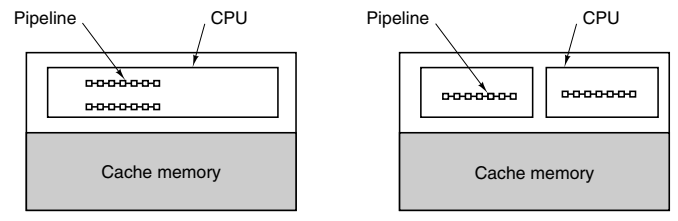 Pipeline
CPU
Cache memory
Pipeline
CPU
Cache memory